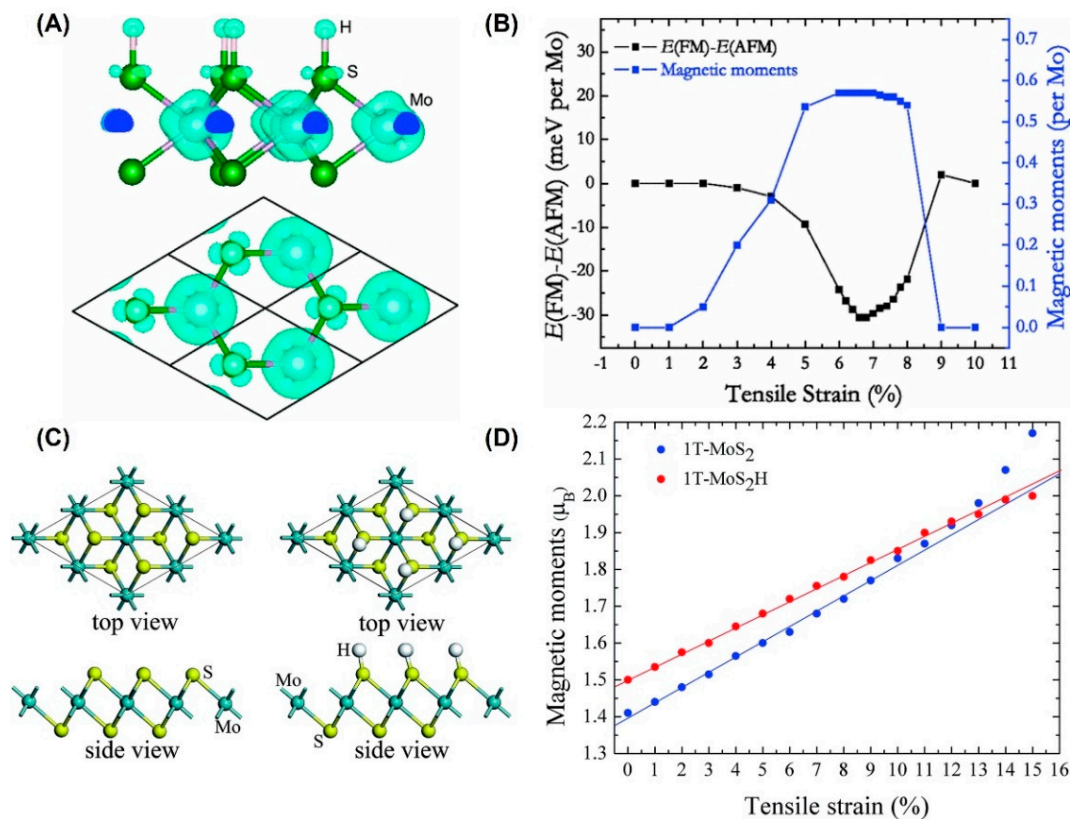 (A)
H
S
Mo
(B)
E(FM)-E(AFM)
Magnetic moments
E(FM)-E(AFM) (meV per Mo)
30
20
10
0
-10
-20
-30
Magnetic moments (per Mo)
0.7
0.6
0.5
0.4
0.3
0.2
0.1
0.0
-1 0 1 2 3 4 5 6 7 8 9 10 11
Tensile Strain (%)
(C)
top view
top view
H
S
Mo
Mo
S
side view
side view
(D)
1T-MoS2
1T-MoS2H
Magnetic moments (μB)
2.2
2.1
2.0
1.9
1.8
1.7
1.6
1.5
1.4
1.3
0 1 2 3 4 5 6 7 8 9 10 11 12 13 14 15 16
Tensile strain (%)